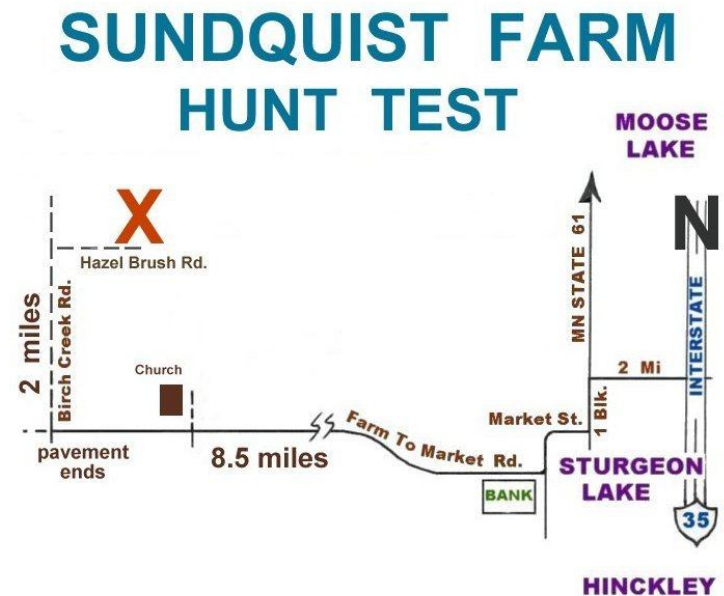 SUNDQUIST FARM
HUNT TEST
MOOSE
LAKE
X
N
Hazel Brush Rd.
MN STATE 61
INTERSTATE
2 miles
Birch Creek Rd.
Church
2 Mi
1 Blk.
Market St.
Farm To Market Rd.
pavement
ends
8.5 miles
STURGEON
LAKE
BANK
35
HINCKLEY